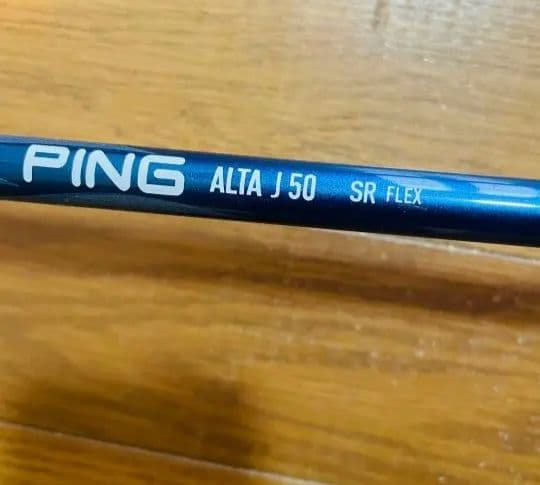 PING ALTA J 50 SR FLEX